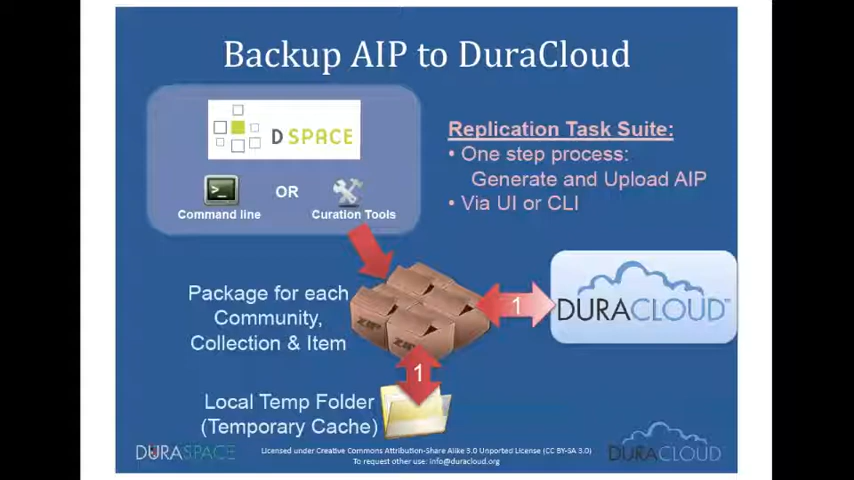 Backup AIP to DuraCloud
D SPACE
Command line
OR
Curation Tools
Replication Task Suite:
• One step process:
Generate and Upload AIP
• Via UI or CLI
Package for each
Community,
Collection & Item
ZIP
ZIP
1
DURACLOUD™
1
Local Temp Folder
(Temporary Cache)
DURASPACE
Licensed under Creative Commons Attribution-Share Alike 3.0 Unported License (CC BY-SA 3.0)
To request other use: info@duracloud.org
DURACLOUD